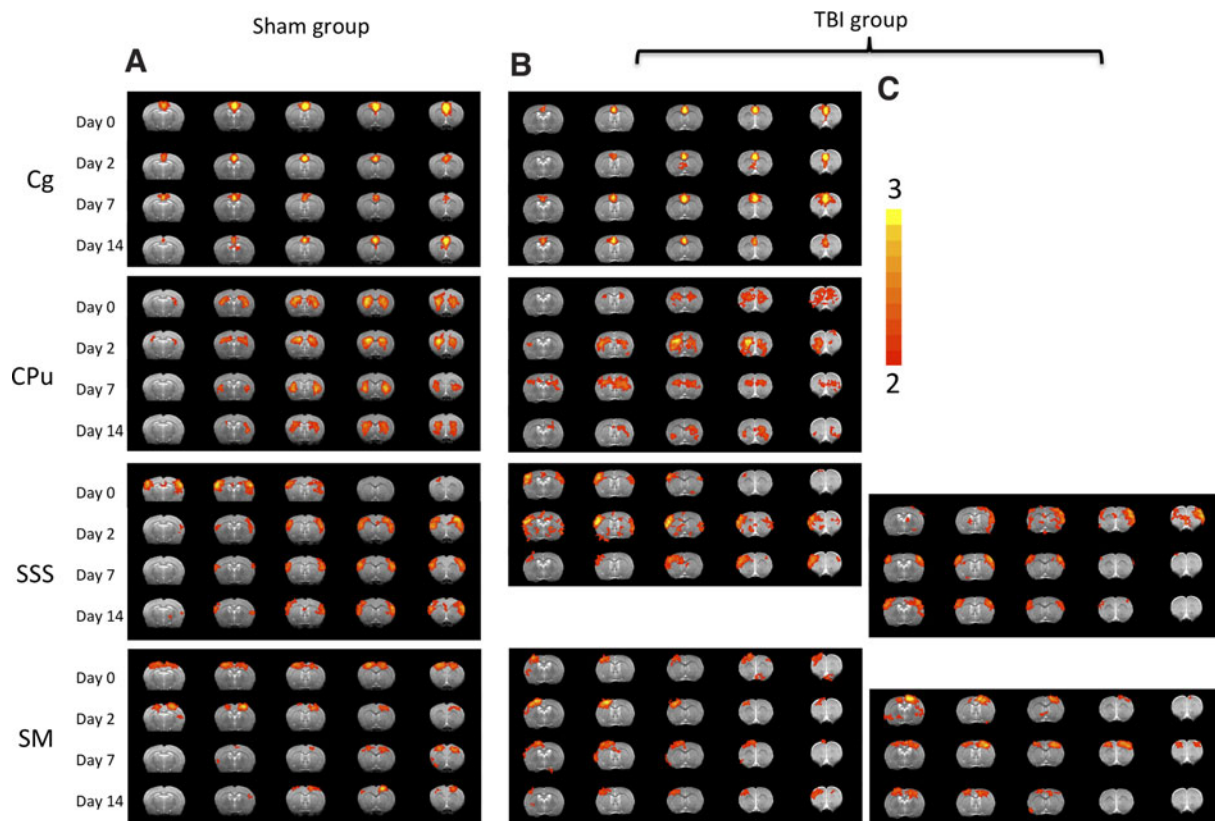 Sham group
TBI group
A
B
C
Cg
Day 0
Day 2
Day 7
Day 14
3
2
CPu
Day 0
Day 2
Day 7
Day 14
SSS
Day 0
Day 2
Day 7
Day 14
SM
Day 0
Day 2
Day 7
Day 14